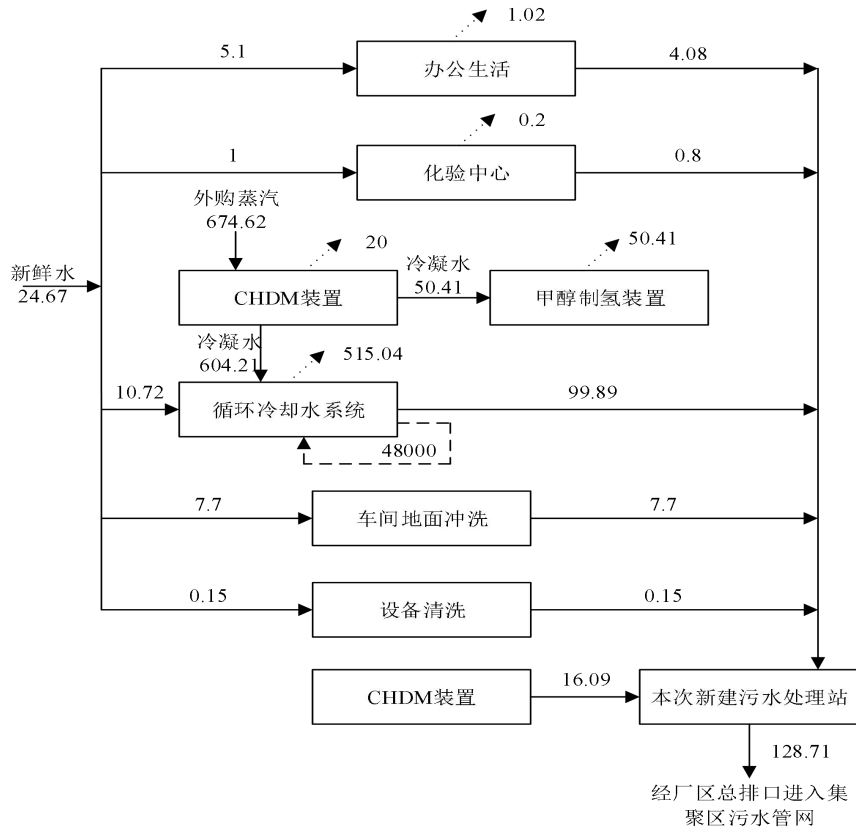 1.02
5.1
办公生活
4.08
0.2
1
化验中心
0.8
外购蒸汽
674.62
20
50.41
新鲜水
24.67
CHDM装置
冷凝水
50.41
甲醇制氢装置
冷凝水
604.21
515.04
10.72
循环冷却水系统
99.89
48000
7.7
车间地面冲洗
7.7
0.15
设备清洗
0.15
CHDM装置
16.09
本次新建污水处理站
128.71
经厂区总排口进入集
聚区污水管网